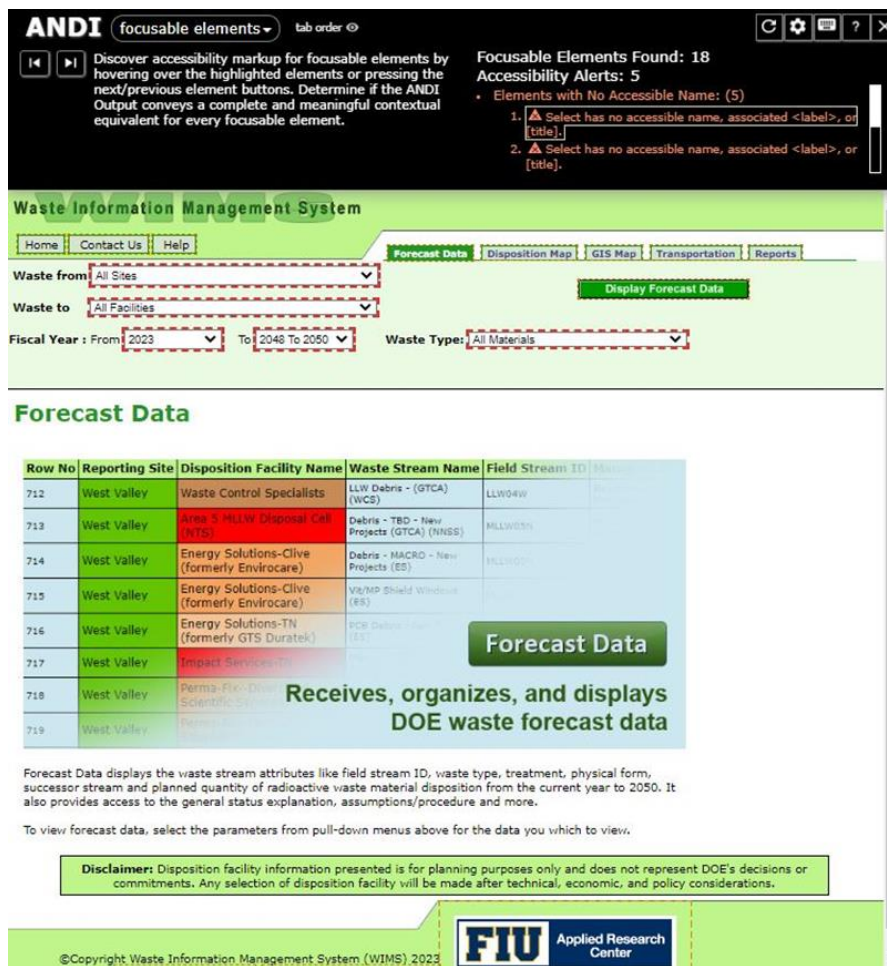 ANDI focusable elements tab order
?
Discover accessibility markup for focusable elements by
hovering over the highlighted elements or pressing the
next/previous element buttons. Determine if the ANDI
Output conveys a complete and meaningful contextual
equivalent for every focusable element.
Focusable Elements Found: 18
Accessibility Alerts: 5
• Elements with No Accessible Name: (5)
1. Select has no accessible name, associated <label>, or
[title].
2. Select has no accessible name, associated <label>, or
[title].
WIMS
Waste Information Management System
Home Contact Us Help
Forecast Data Disposition Map GIS Map Transportation Reports
Waste from All Sites
Display Forecast Data
Waste to All Facilities
Fiscal Year : From 2023 To 2048 To 2050 Waste Type: All Materials
Forecast Data
Row No Reporting Site Disposition Facility Name Waste Stream Name Field Stream ID
712 West Valley Waste Control Specialists LLW Debris - (GTCA)
(WCS) LLW04W
713 West Valley Area 5 MLLW Disposal Cell
(NTS) Debris - TBD - New
Projects (GTCA) (NNSS) MLLW05N
714 West Valley Energy Solutions-Clive
(formerly Envirocare) Debris - MACRO - New
Projects (ES)
715 West Valley Energy Solutions-Clive
(formerly Envirocare) Vit/MP Shield Windows
(ES)
716 West Valley Energy Solutions-TN
(formerly GTS Duratek) PCB
717 West Valley Impact Services-TN
718 West Valley
719 West Valley
Forecast Data
Receives, organizes, and displays
DOE waste forecast data
Forecast Data displays the waste stream attributes like field stream ID, waste type, treatment, physical form,
successor stream and planned quantity of radioactive waste material disposition from the current year to 2050. It
also provides access to the general status explanation, assumptions/procedure and more.
To view forecast data, select the parameters from pull-down menus above for the data you which to view.
Disclaimer: Disposition facility information presented is for planning purposes only and does not represent DOE's decisions or
commitments. Any selection of disposition facility will be made after technical, economic, and policy considerations.
©Copyright Waste Information Management System (WIMS) 2023
FIU Applied Research
Center